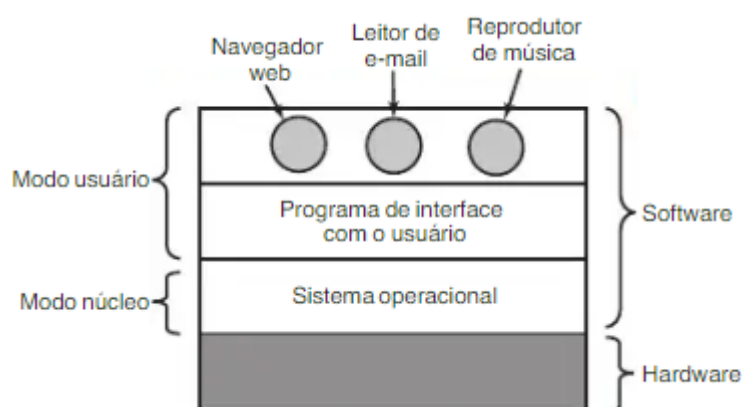 Navegador
web
Leitor de
e-mail
Reprodutor
de música
Modo usuário
Programa de interface
com o usuário
Software
Modo núcleo
Sistema operacional
Hardware